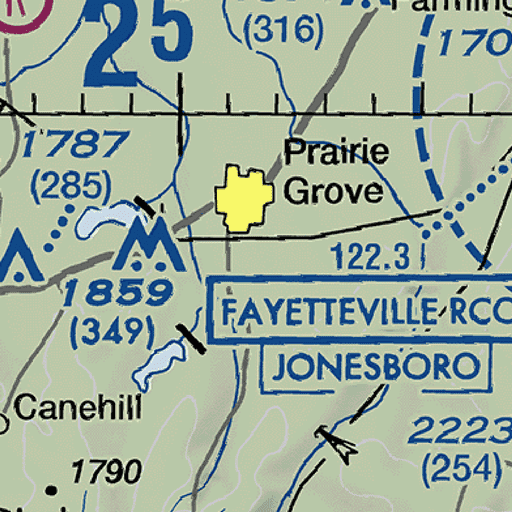 25
(316)
170
1787
(285)
Prairie
Grove
122.3
1859
(349)
FAYETTEVILLE RCO
JONESBORO
Canehill
2223
(254)
1790